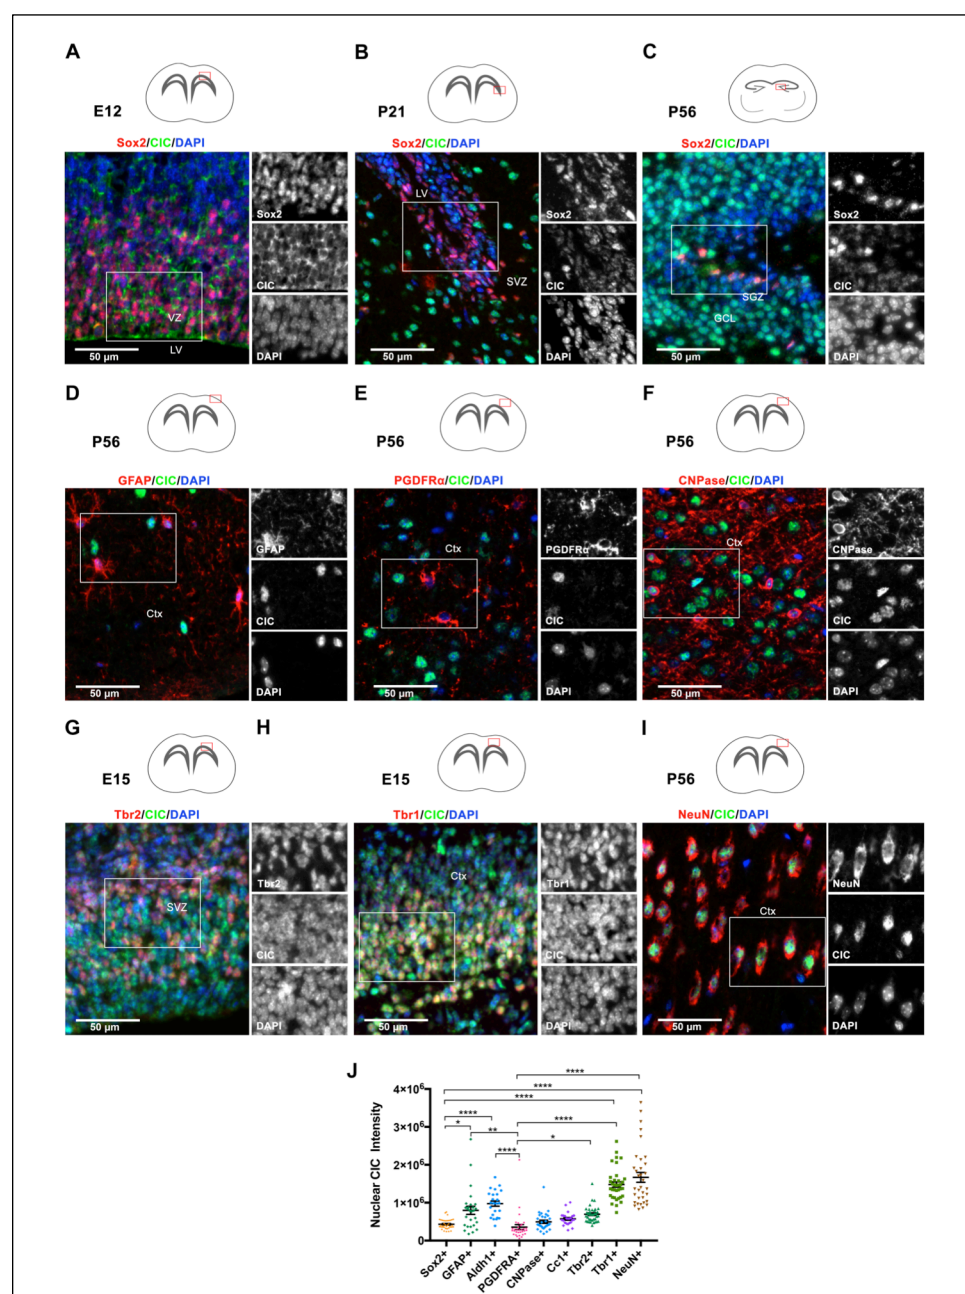 A
B
C
E12
P21
P56
Sox2/CIC/DAPI
Sox2/CIC/DAPI
Sox2/CIC/DAPI
LV
Sox2
Sox2
Sox2
CIC
SVZ
CIC
SGZ
CIC
VZ
GCL
50 µm
DAPI
50 µm
DAPI
50 µm
DAPI
LV
D
E
F
P56
P56
P56
GFAP/CIC/DAPI
PGDFRα/CIC/DAPI
CNPase/CIC/DAPI
GFAP
Ctx
PGDFRα
Ctx
CNPase
Ctx
CIC
CIC
CIC
50 µm
DAPI
50 µm
DAPI
50 µm
DAPI
G
H
I
E15
E15
P56
Tbr2/CIC/DAPI
Tbr1/CIC/DAPI
NeuN/CIC/DAPI
Tbr2
Ctx
Tbr1
NeuN
SVZ
Ctx
CIC
CIC
CIC
50 µm
DAPI
50 µm
DAPI
50 µm
DAPI
J
Nuclear CIC Intensity
4×10⁶
3×10⁶
2×10⁶
1×10⁶
0
****
****
****
**** ****
* ** *
****
Sox2+
GFAP+
Aldh1+
PGDFRA+
CNPase+
Cc1+
Tbr2+
Tbr1+
NeuN+